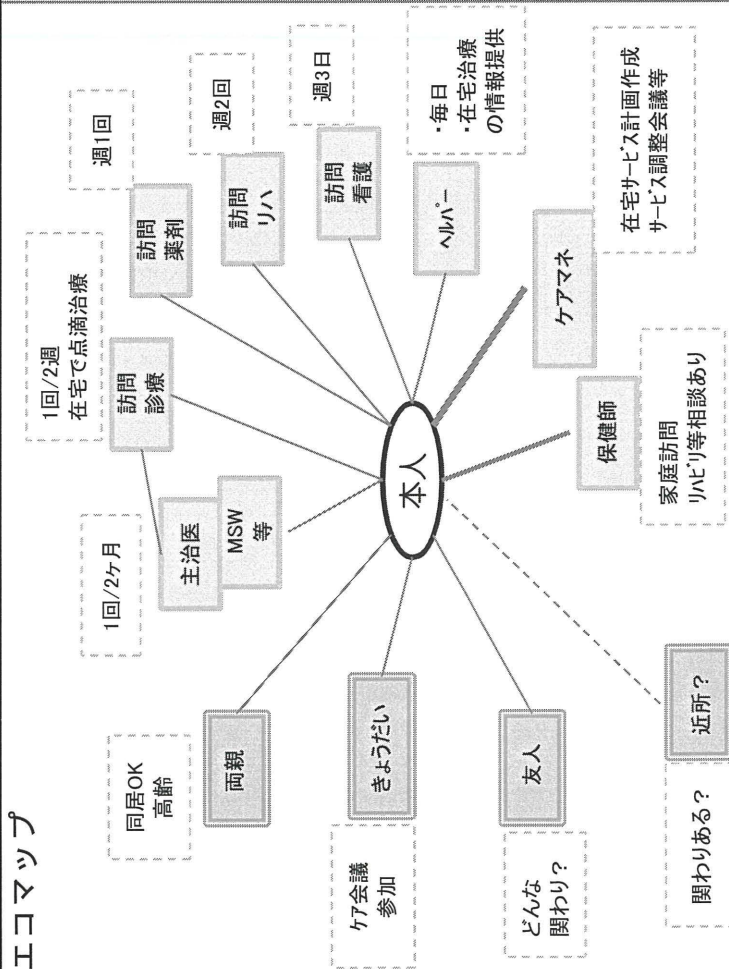 エコマップ
同居OK
高齢
両親
ケア会議
参加
きょうだい
どんな
関わり？
友人
関わりある？
近所？
1回/2ヶ月
主治医
MSW
等
1回/2週
在宅で点滴治療
訪問
診療
週1回
訪問
薬剤
週2回
訪問
リハ
週3日
訪問
看護
・毎日
・在宅治療
の情報提供
ヘルパー
ケアマネ
在宅サービス計画作成
サービス調整会議等
保健師
家庭訪問
リハビリ等相談あり
本人